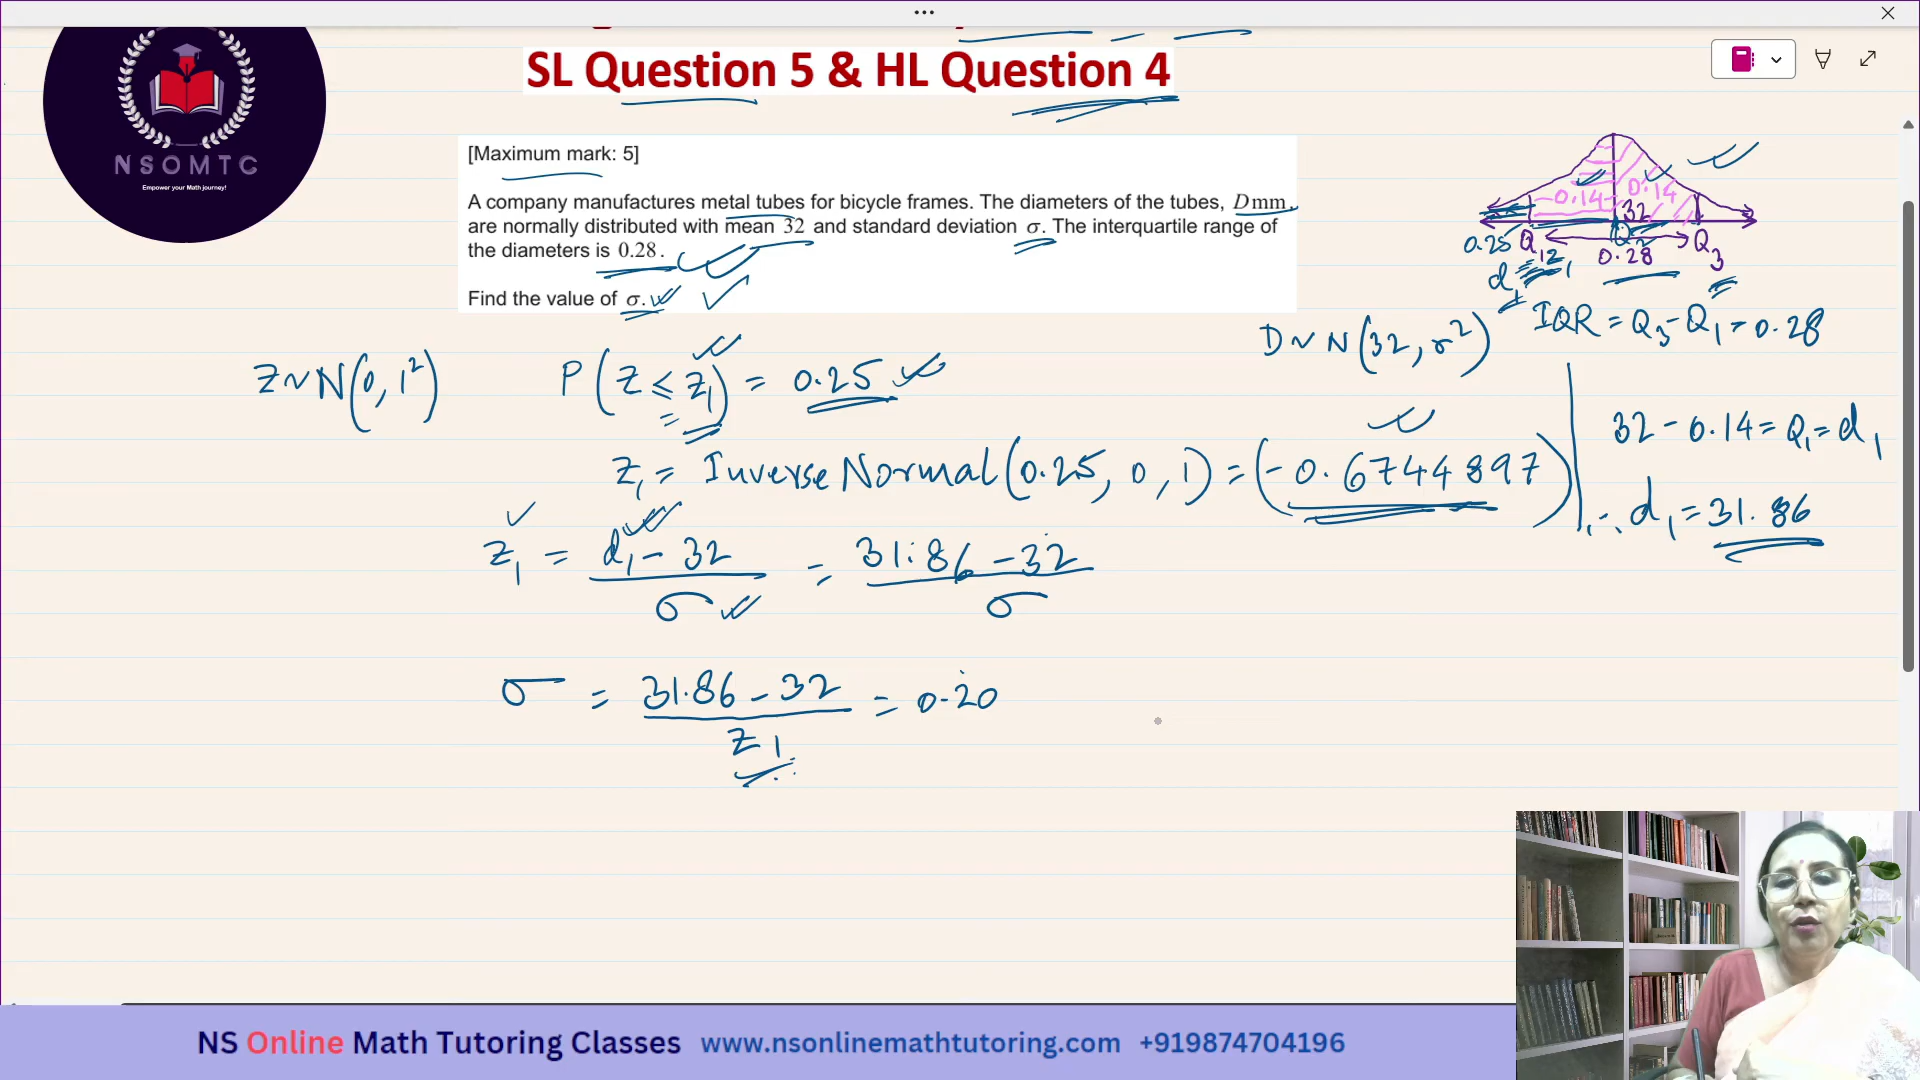 SL Question 5 & HL Question 4
NSOMTC
Empower your Math journey!
[Maximum mark: 5]
A company manufactures metal tubes for bicycle frames. The diameters of the tubes, D mm,
are normally distributed with mean 32 and standard deviation σ. The interquartile range of
the diameters is 0.28.
Find the value of σ.
0.14 0.14
32
0.25 Q1 Q2 Q3
0.28
d1
IQR = Q3 - Q1 = 0.28
D ~ N(32, σ²)
Z ~ N(0, 1²) P(Z ≤ z1) = 0.25
32 - 0.14 = Q1 = d1
z1 = Inverse Normal (0.25, 0, 1) = (-0.6744897)
∴ d1 = 31.86
z1 = d1 - 32 / σ = 31.86 - 32 / σ
σ = 31.86 - 32 / z1 = 0.20
NS Online Math Tutoring Classes www.nsonlinemathtutoring.com +919874704196